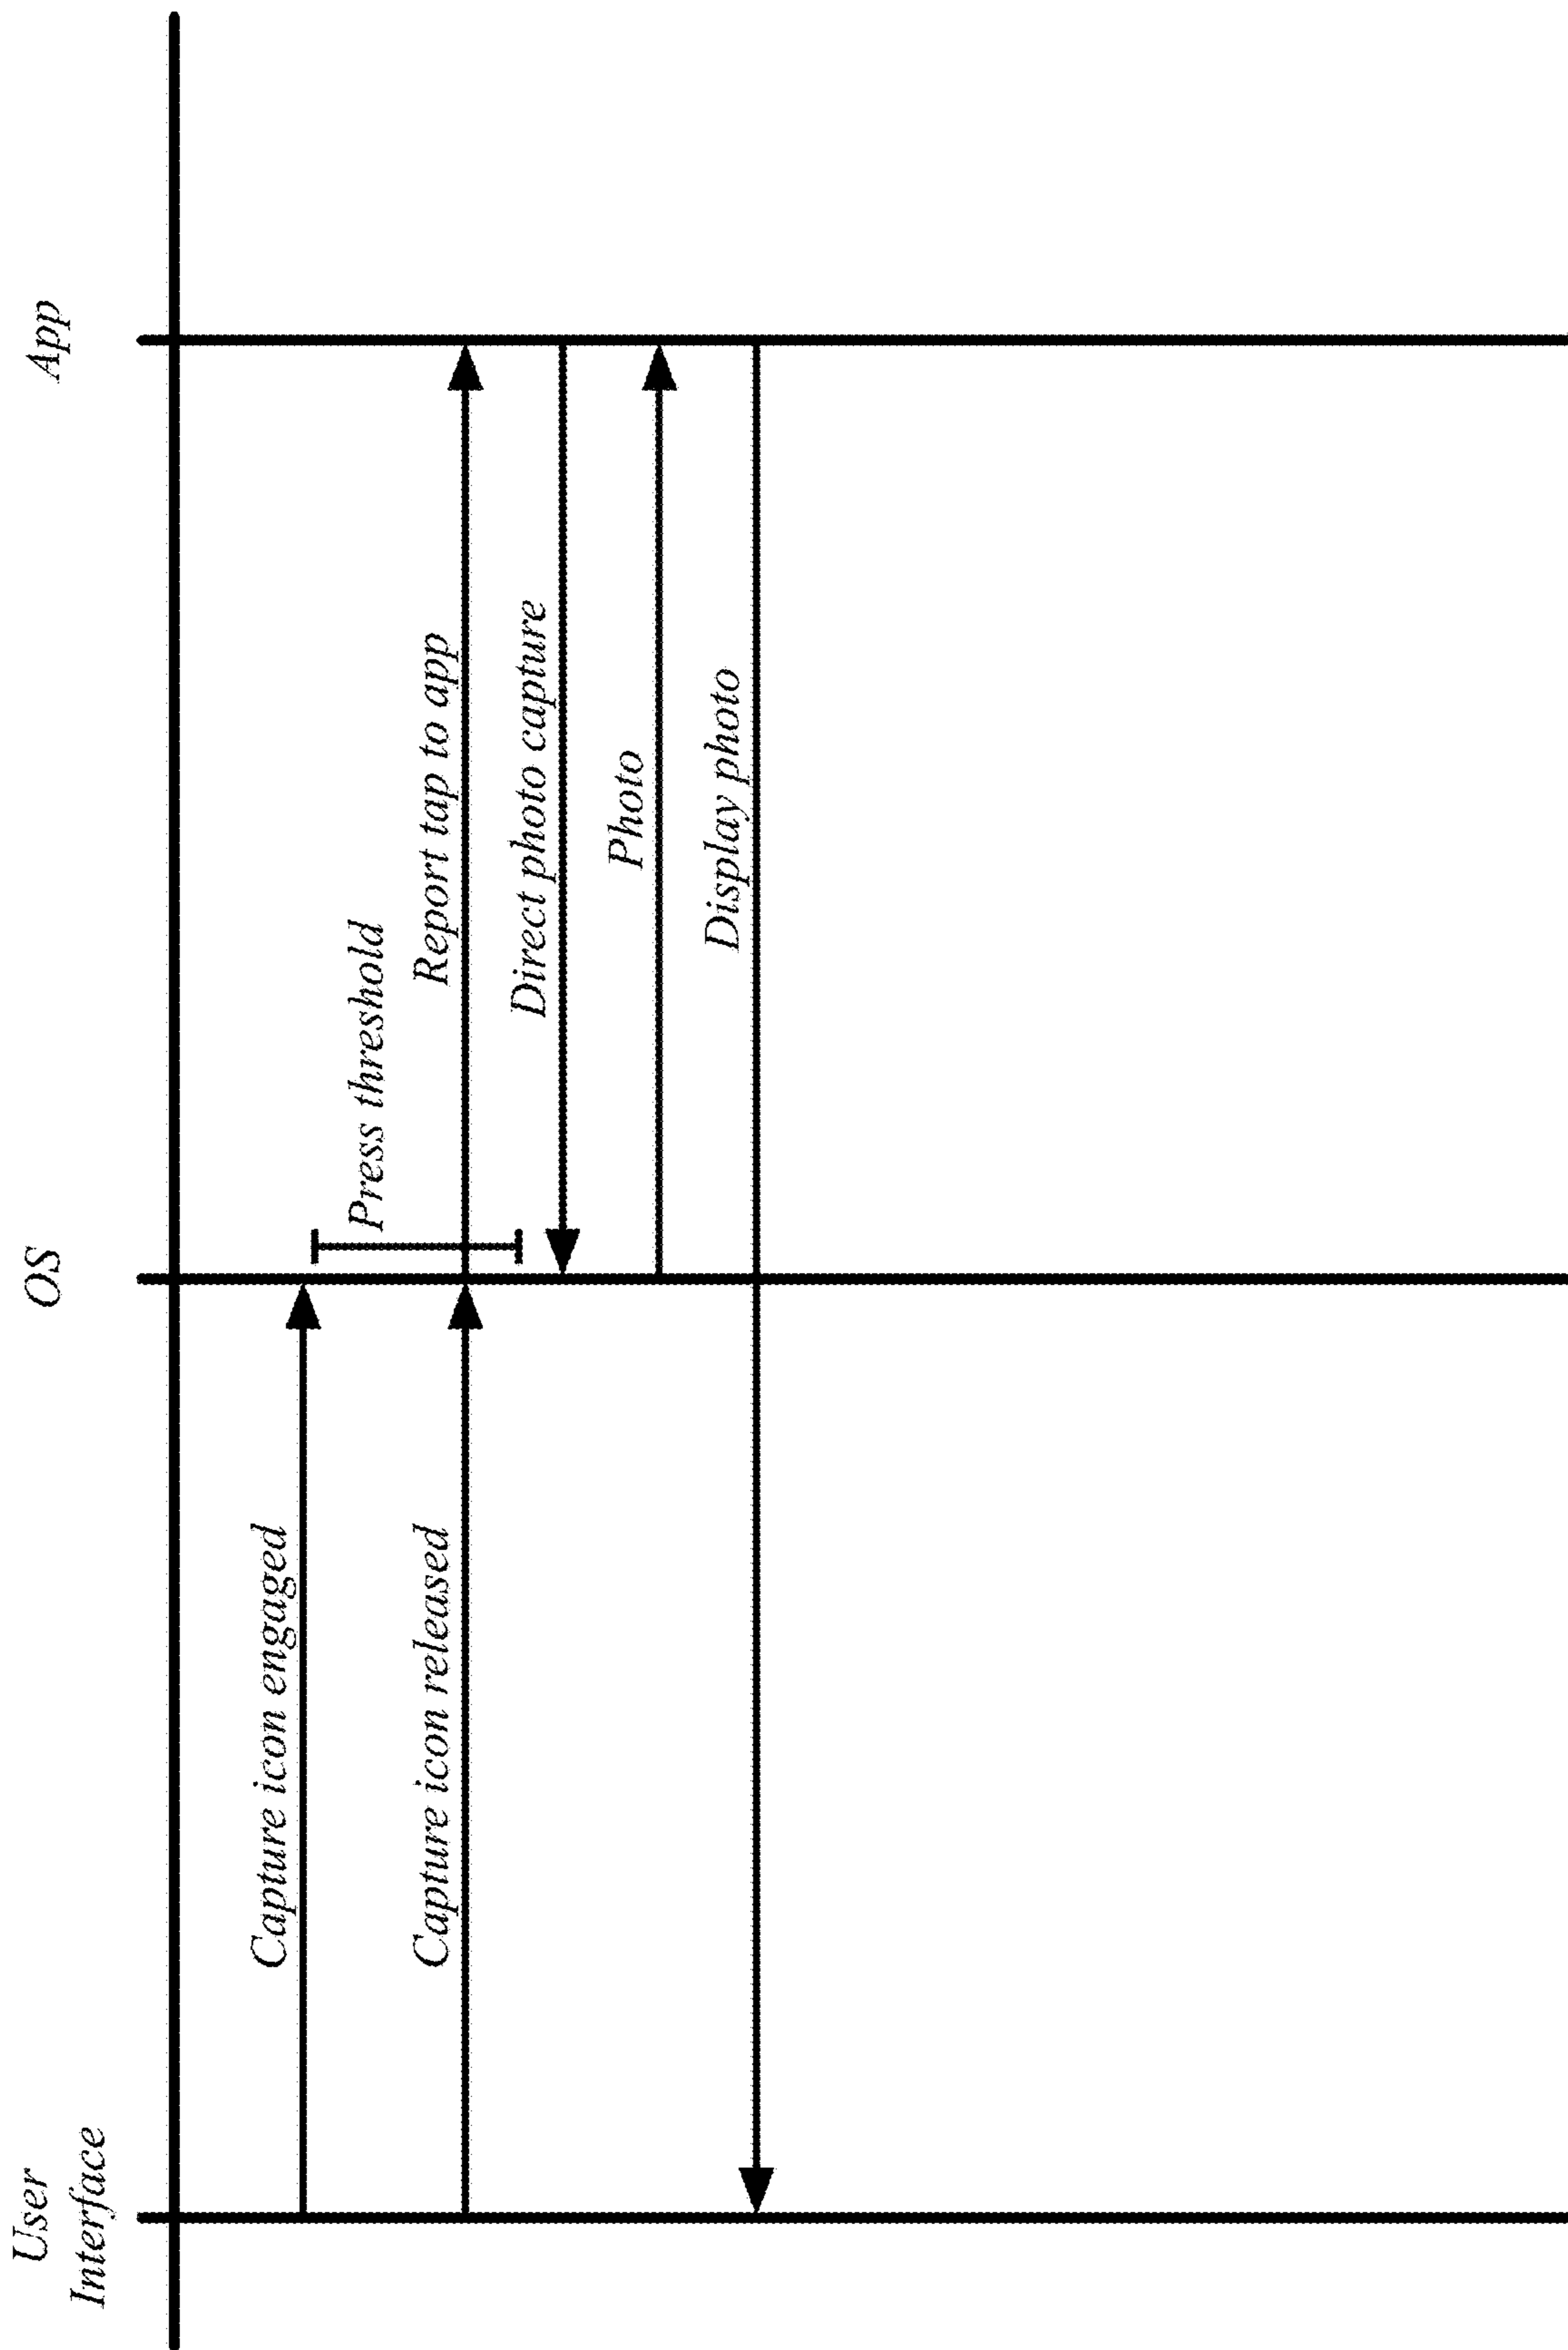 User
Interface
OS
App
Capture icon engaged
Press threshold
Capture icon released
Report tap to app
Direct photo capture
Photo
Display photo